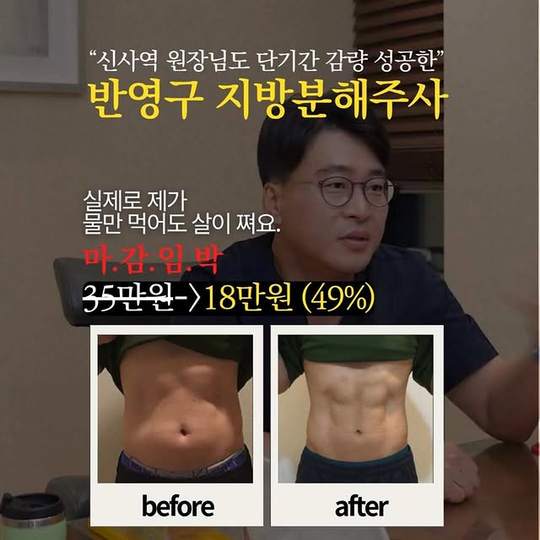 “신사역 원장님도 단기간 감량 성공한”
반영구 지방분해주사
실제로 제가
물만 먹어도 살이 쪄요.
마.감.임.박
35만원->18만원 (49%)
before
after